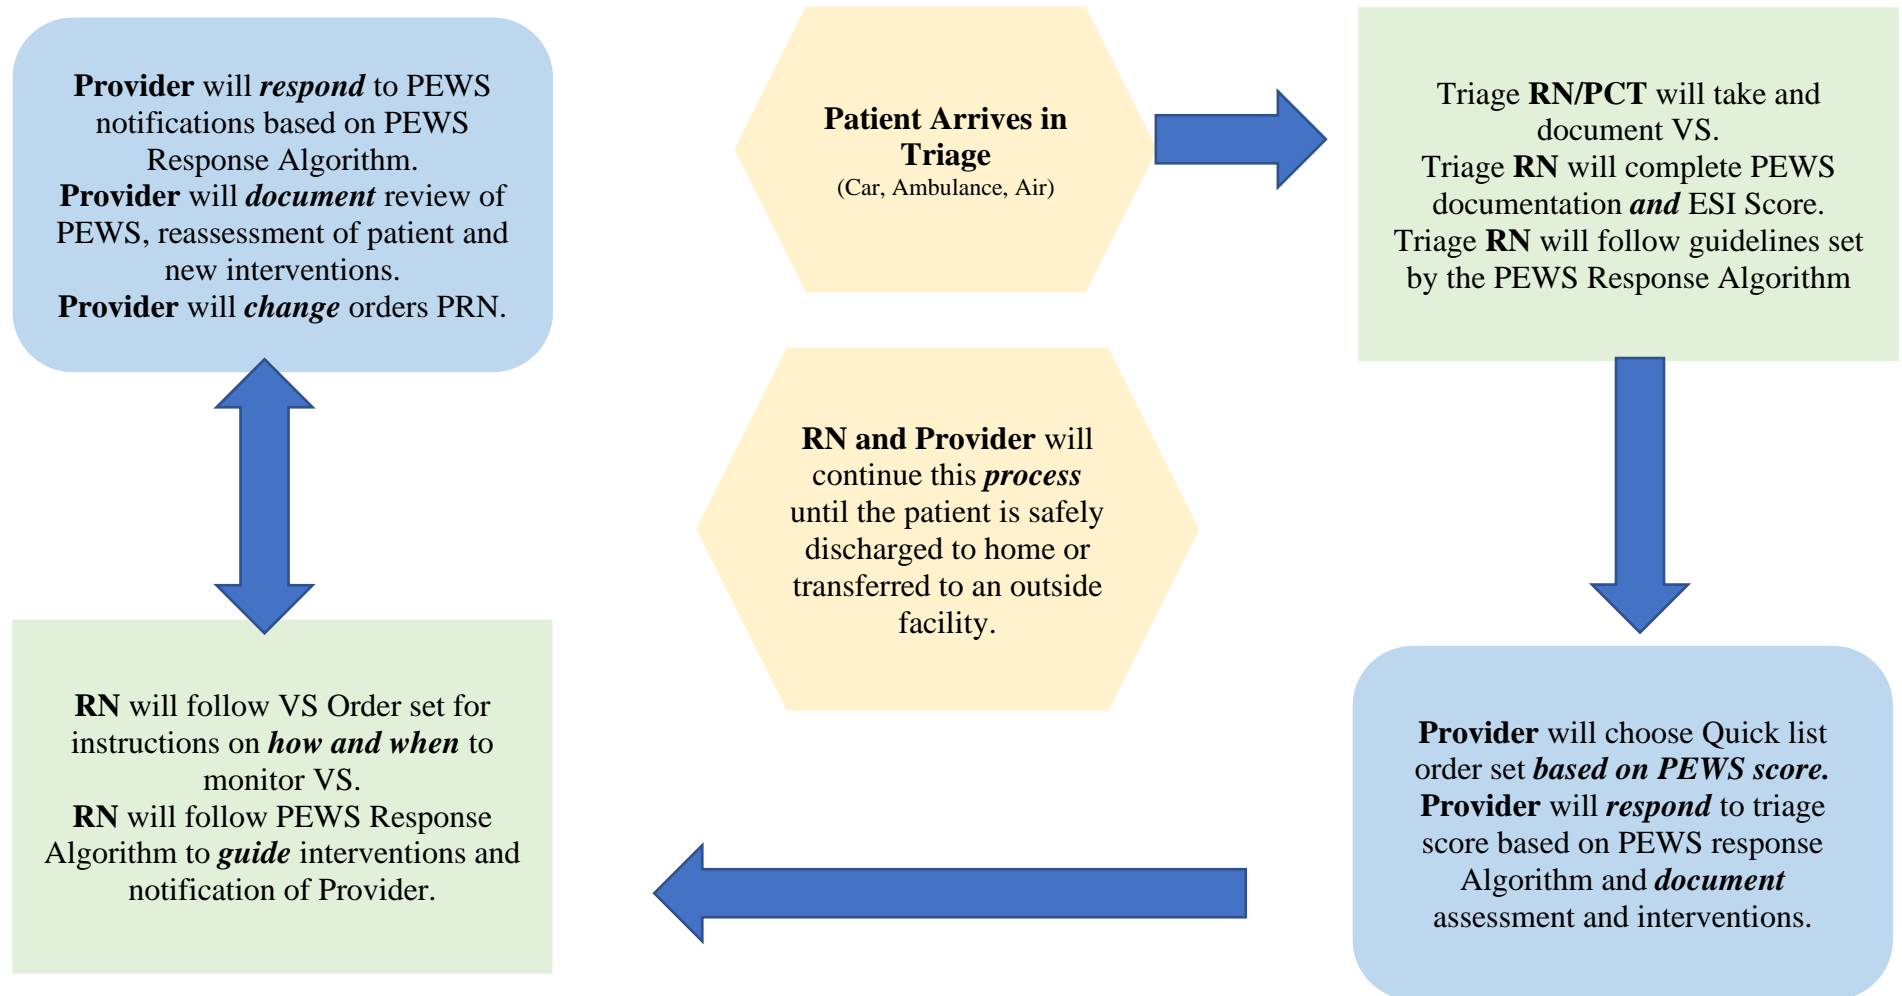 Patient Arrives in
Triage
(Car, Ambulance, Air)
Triage RN/PCT will take and
document VS.
Triage RN will complete PEWS
documentation and ESI Score.
Triage RN will follow guidelines set
by the PEWS Response Algorithm
Provider will choose Quick list
order set based on PEWS score.
Provider will respond to triage
score based on PEWS response
Algorithm and document
assessment and interventions.
RN will follow VS Order set for
instructions on how and when to
monitor VS.
RN will follow PEWS Response
Algorithm to guide interventions and
notification of Provider.
Provider will respond to PEWS
notifications based on PEWS
Response Algorithm.
Provider will document review of
PEWS, reassessment of patient and
new interventions.
Provider will change orders PRN.
RN and Provider will
continue this process
until the patient is safely
discharged to home or
transferred to an outside
facility.